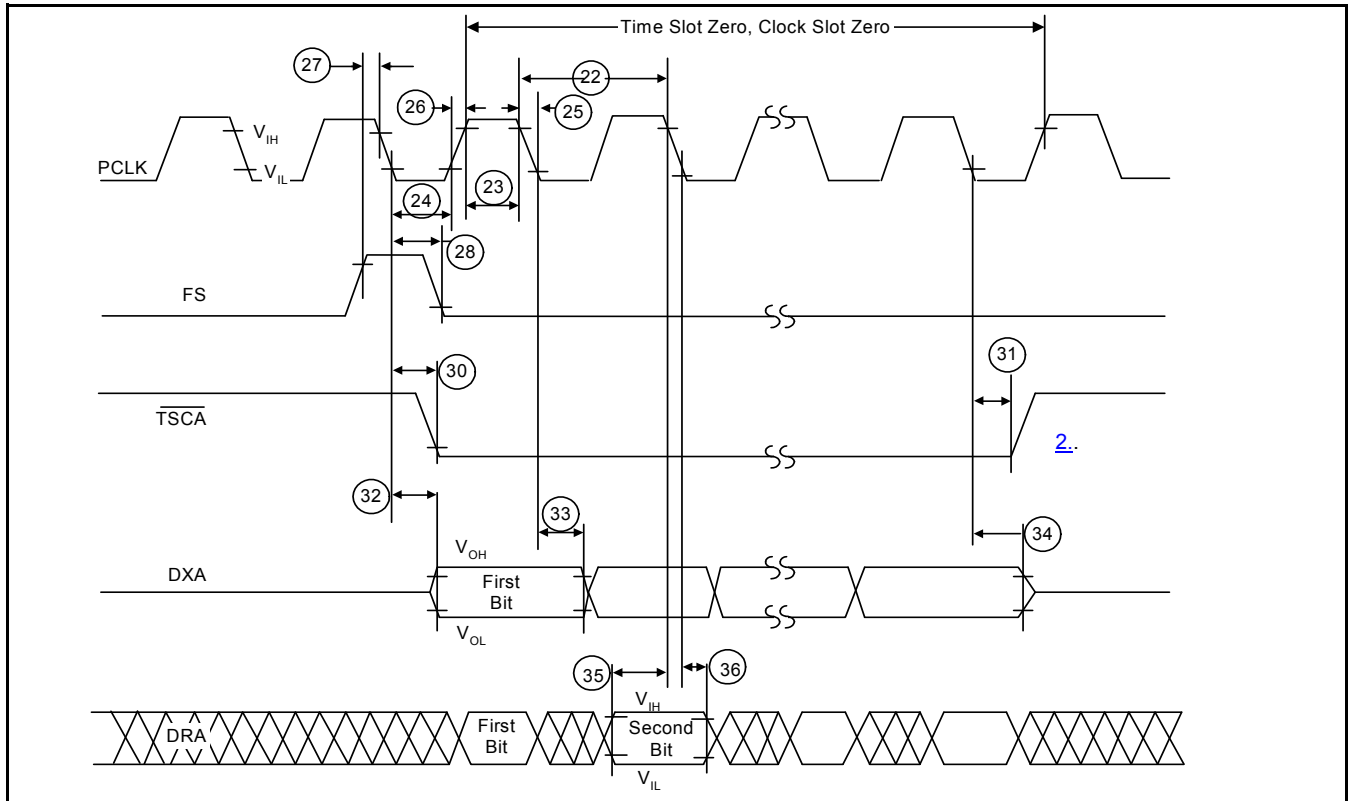 Time Slot Zero, Clock Slot Zero
27
22
26
25
V_IH
PCLK
V_IL
23
24
28
FS
31
30
TSCA
2..
32
33
34
V_OH
DXA
First
Bit
V_OL
35
36
V_IH
DRA
First
Bit
Second
Bit
V_IL